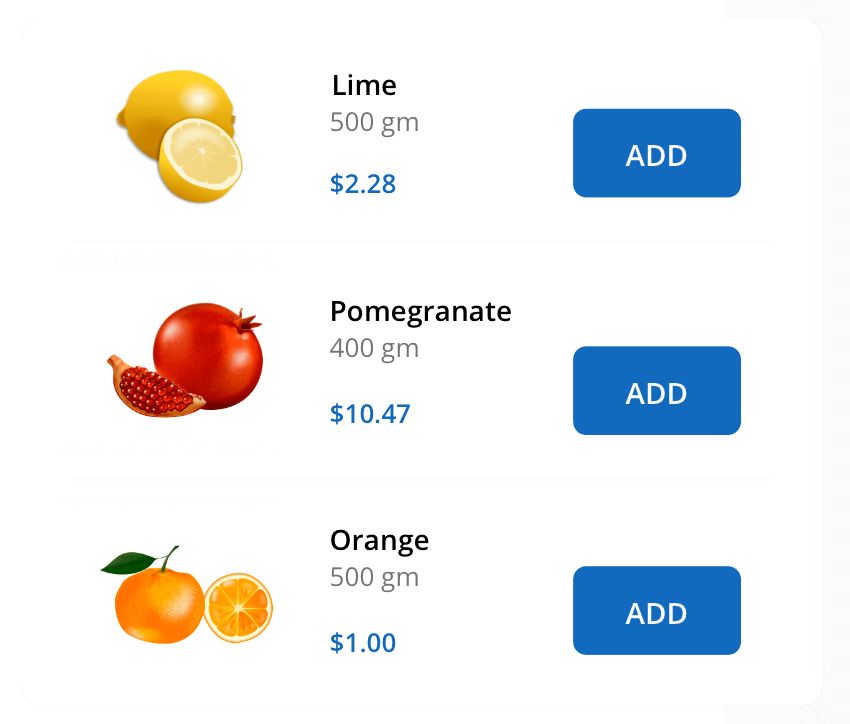 Lime
500 gm
$2.28
ADD
Pomegranate
400 gm
$10.47
ADD
Orange
500 gm
$1.00
ADD